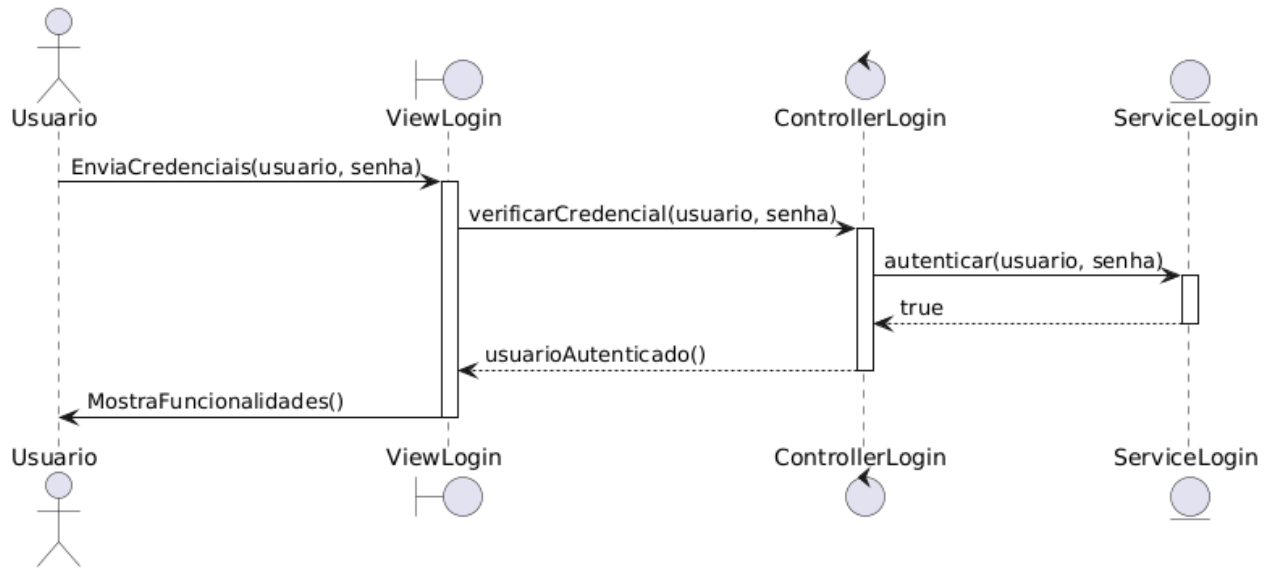 Usuario
ViewLogin
ControllerLogin
ServiceLogin
EnviaCredenciais(usuario, senha)
verificarCredencial(usuario, senha)
autenticar(usuario, senha)
true
usuarioAutenticado()
MostraFuncionalidades()
Usuario
ViewLogin
ControllerLogin
ServiceLogin